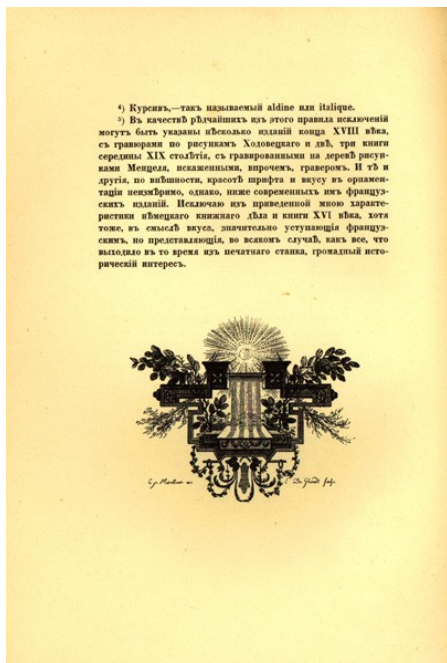 ⁴) Курсивъ,—такъ называемый aldine или italique.
⁵) Въ качествѣ рѣдчайшихъ изъ этого правила исключеній
могутъ быть указаны нѣсколько изданій конца XVIII вѣка,
съ гравюрами по рисункамъ Ходовецкаго и двѣ, три книги
середины XIX столѣтія, съ гравированными на деревѣ рисун-
ками Менцеля, искаженными, впрочемъ, граверомъ. И тѣ и
другія, по внѣшности, красотѣ шрифта и вкусу въ орнамен-
таціи неизмѣримо, однако, ниже современныхъ имъ француз-
скихъ изданій. Исключаю изъ приведенной мною характе-
ристики нѣмецкаго книжнаго дѣла и книги XVI вѣка, хотя
тоже, въ смыслѣ вкуса, значительно уступающія француз-
скимъ, но представляющія, во всякомъ случаѣ, какъ все, что
выходило въ то время изъ печатнаго станка, громадный исто-
рическій интересъ.